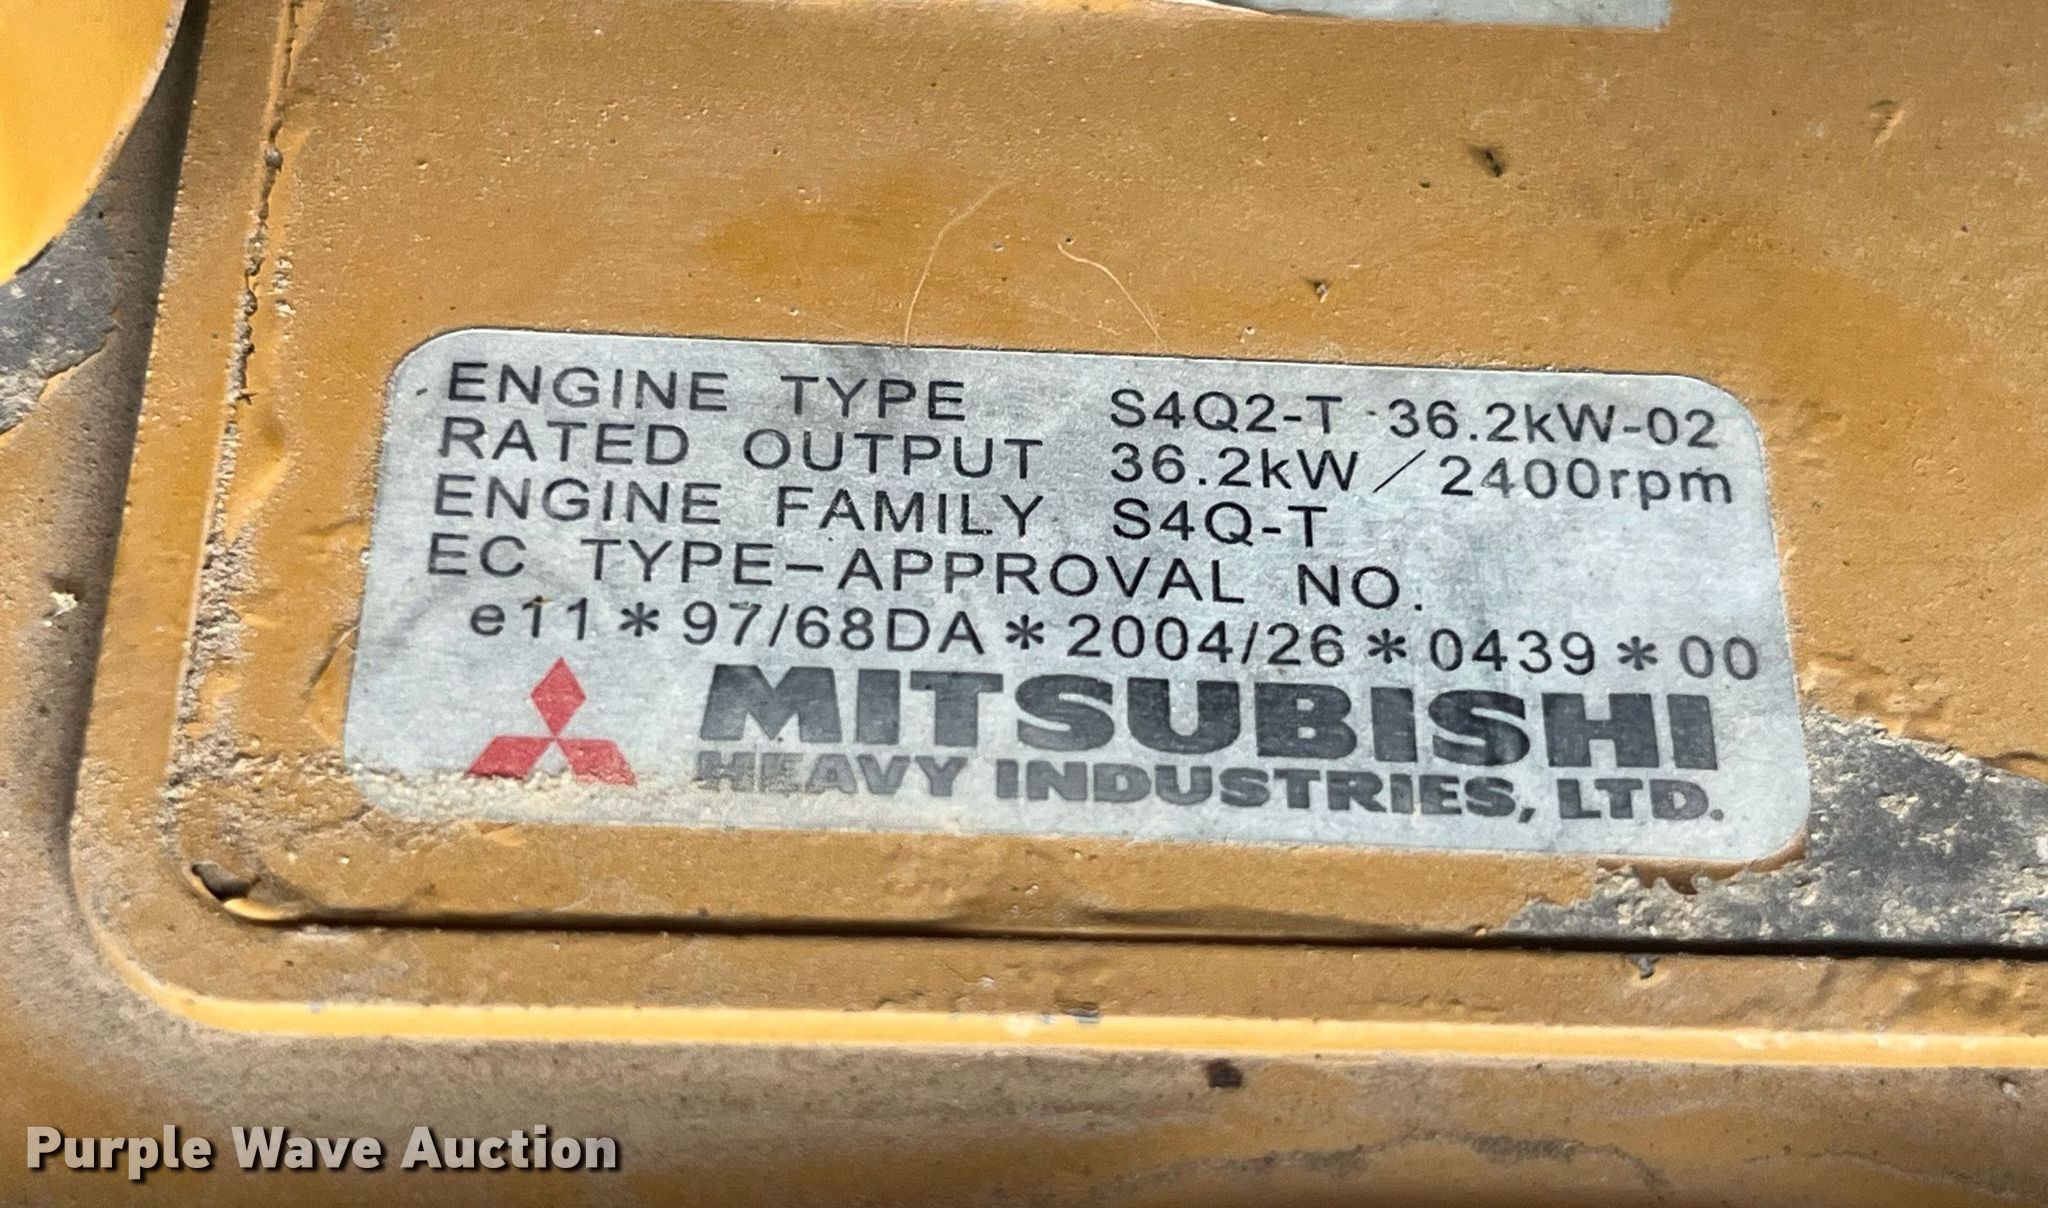 ENGINE TYPE S4Q2-T 36.2kW-02
RATED OUTPUT 36.2kW/2400rpm
ENGINE FAMILY S4Q-T
EC TYPE-APPROVAL NO.
e11*97/68DA*2004/26*0439*00
MITSUBISHI
HEAVY INDUSTRIES, LTD.
Purple Wave Auction